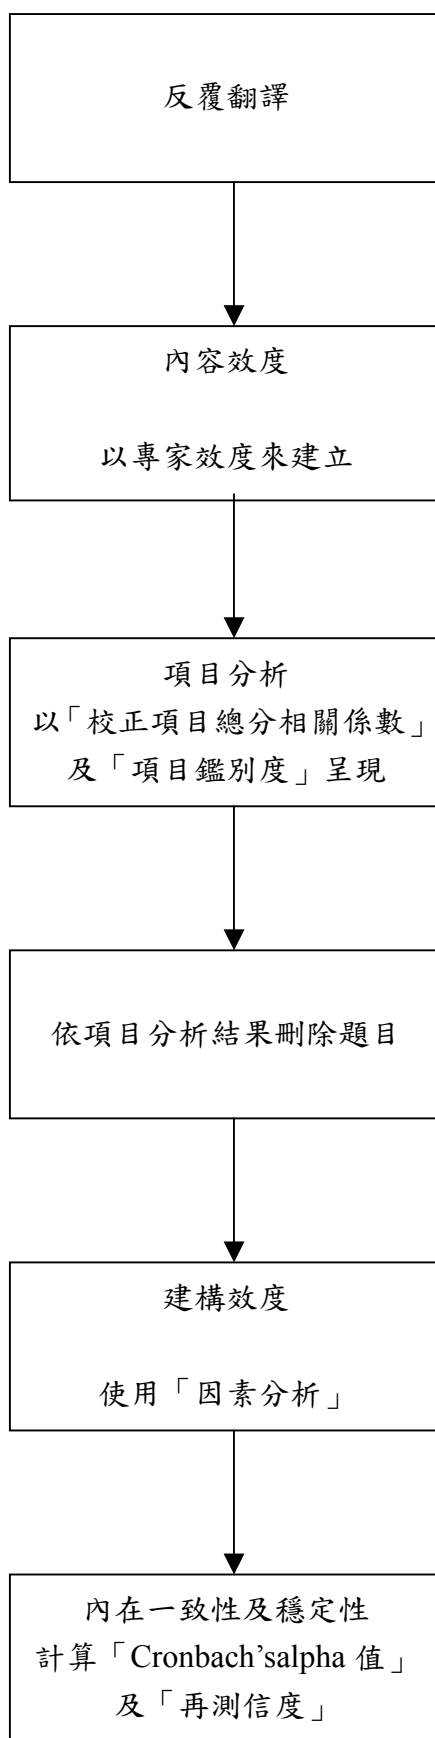 反覆翻譯
內容效度
以專家效度來建立
項目分析
以「校正項目總分相關係數」
及「項目鑑別度」呈現
依項目分析結果刪除題目
建構效度
使用「因素分析」
內在一致性及穩定性
計算「Cronbach’salpha 值」
及「再測信度」